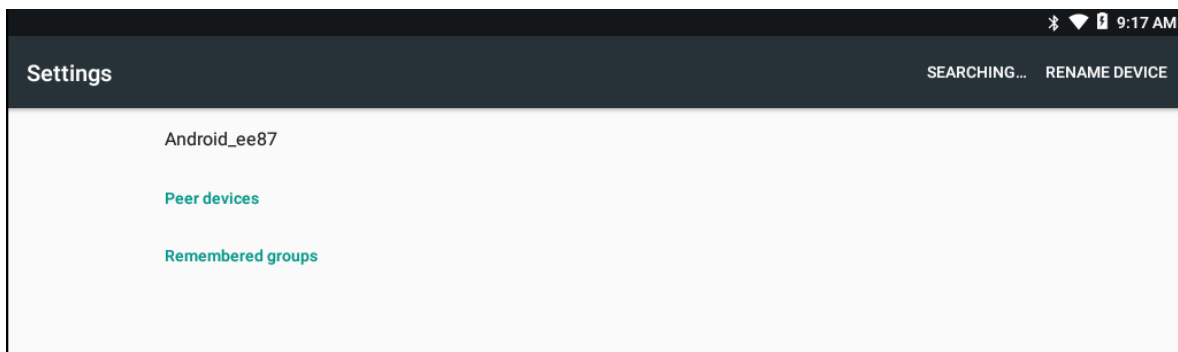 9:17 AM
Settings SEARCHING... RENAME DEVICE
Android_ee87
Peer devices
Remembered groups